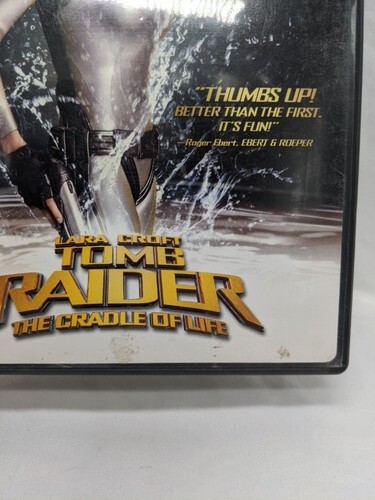 "THUMBS UP!
BETTER THAN THE FIRST.
IT'S FUN!"
— Roger Ebert, EBERT & ROEPER
LARA CROFT
TOMB
RAIDER
THE CRADLE OF LIFE